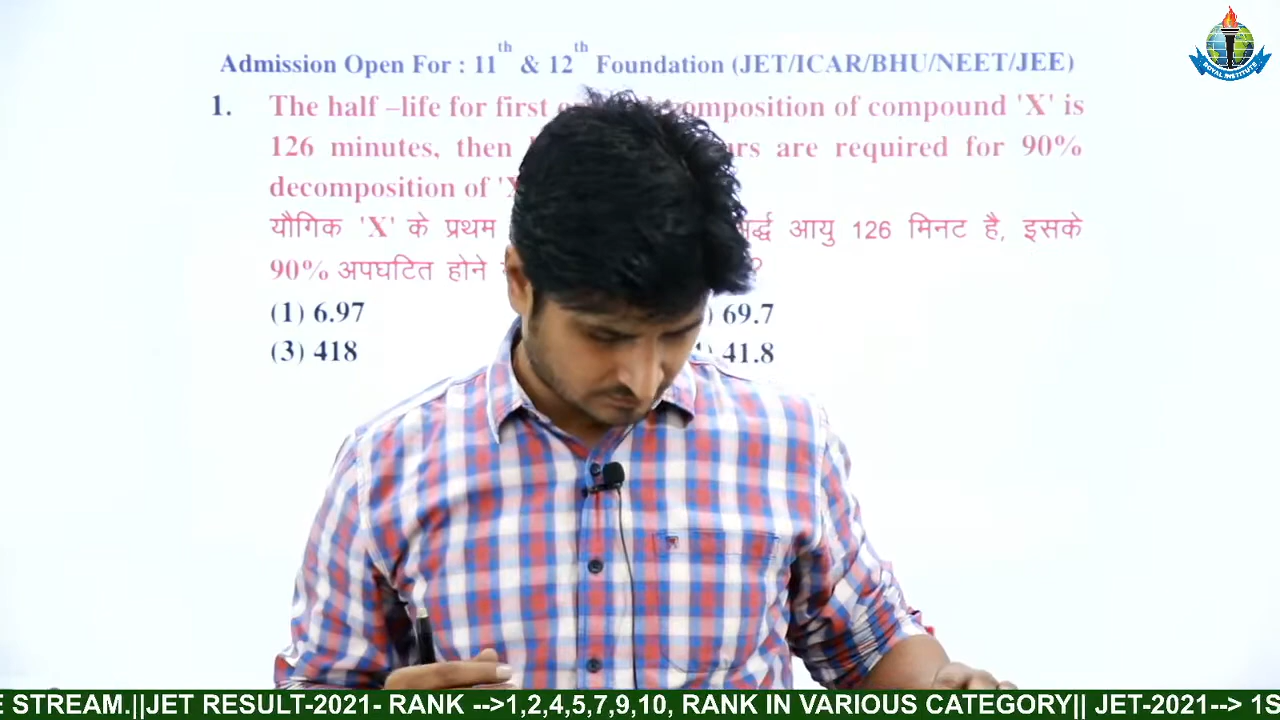 Admission Open For : 11th & 12th Foundation (JET/ICAR/BHU/NEET/JEE)
1. The half –life for first composition of compound 'X' is
126 minutes, then are required for 90%
decomposition of
यौगिक 'X' के प्रथम आयु 126 मिनट है, इसके
90% अपघटित होने ?
(1) 6.97 69.7
(3) 418 41.8
ROYAL INSTITUTE
E STREAM.||JET RESULT-2021- RANK -->1,2,4,5,7,9,10, RANK IN VARIOUS CATEGORY|| JET-2021--> 1S